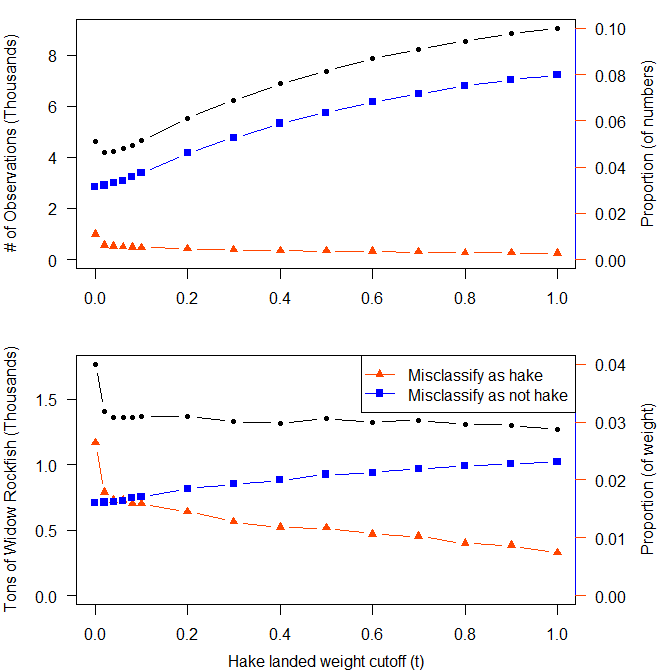 # of Observations (Thousands)
8
6
4
2
0
0.10
0.08
0.06
0.04
0.02
0.00
Proportion (of numbers)
0.0 0.2 0.4 0.6 0.8 1.0
Tons of Widow Rockfish (Thousands)
1.5
1.0
0.5
0.0
Misclassify as hake
Misclassify as not hake
0.04
0.03
0.02
0.01
0.00
Proportion (of weight)
0.0 0.2 0.4 0.6 0.8 1.0
Hake landed weight cutoff (t)